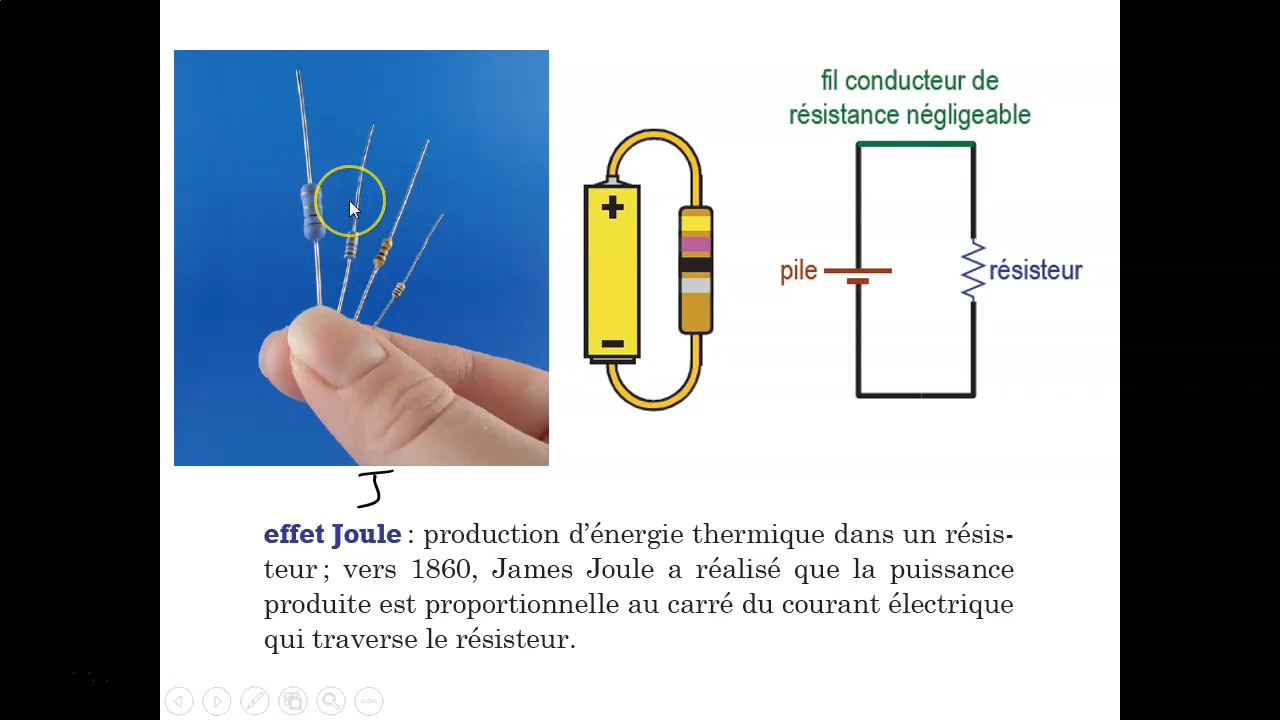 fil conducteur de
résistance négligeable
+
pile
résisteur
−
J
effet Joule : production d'énergie thermique dans un résis-
teur ; vers 1860, James Joule a réalisé que la puissance
produite est proportionnelle au carré du courant électrique
qui traverse le résisteur.